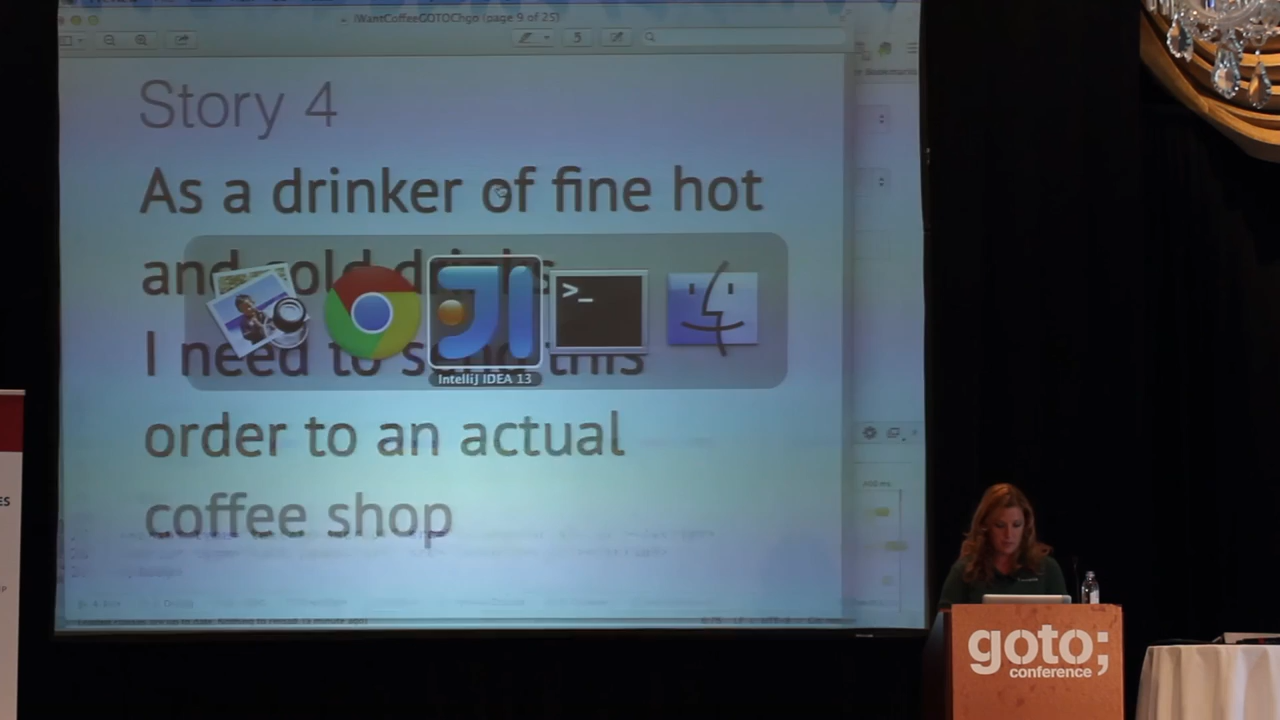 IWantCoffeeGOTOChgo (page 9 of 25)
Story 4
As a drinker of fine hot
and cold drinks
I need to send this
order to an actual
coffee shop
IntelliJ IDEA 13
Bookmarks
goto;
conference